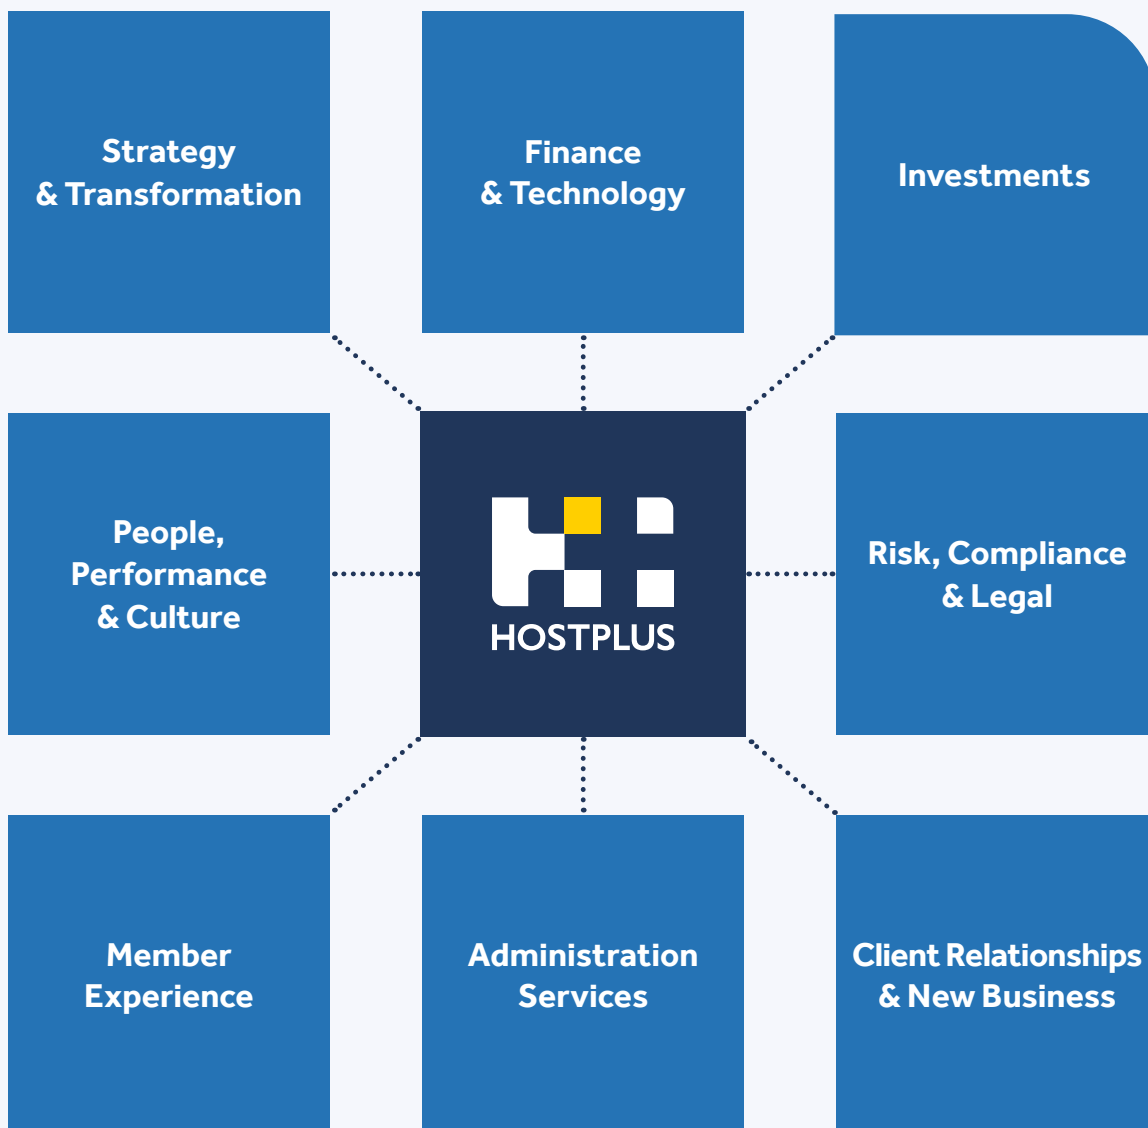 Strategy
& Transformation
Finance
& Technology
Investments
People,
Performance
& Culture
HOSTPLUS
Risk, Compliance
& Legal
Member
Experience
Administration
Services
Client Relationships
& New Business